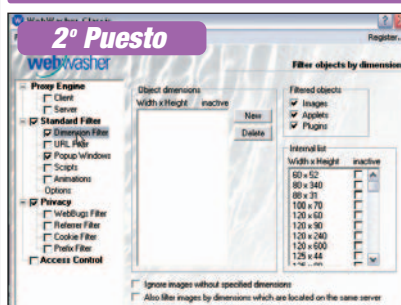 WebWasher Classic
2º Puesto
Register...
webwasher
Filter objects by dimension
Proxy Engine
Client
Server
Standard Filter
Dimension Filter
URL Filter
Popup Windows
Scripts
Animations
Options
Privacy
WebBugs Filter
Referrer Filter
Cookie Filter
Prefix Filter
Access Control
Object dimensions
Width x Height inactive
New
Delete
Filtered objects
Images
Applets
Plugins
Internal list
Width x Height inactive
60 x 52
80 x 340
88 x 31
100 x 70
120 x 60
120 x 90
120 x 240
120 x 600
125 x 44
Ignore images without specified dimensions
Also filter images by dimensions which are located on the same server